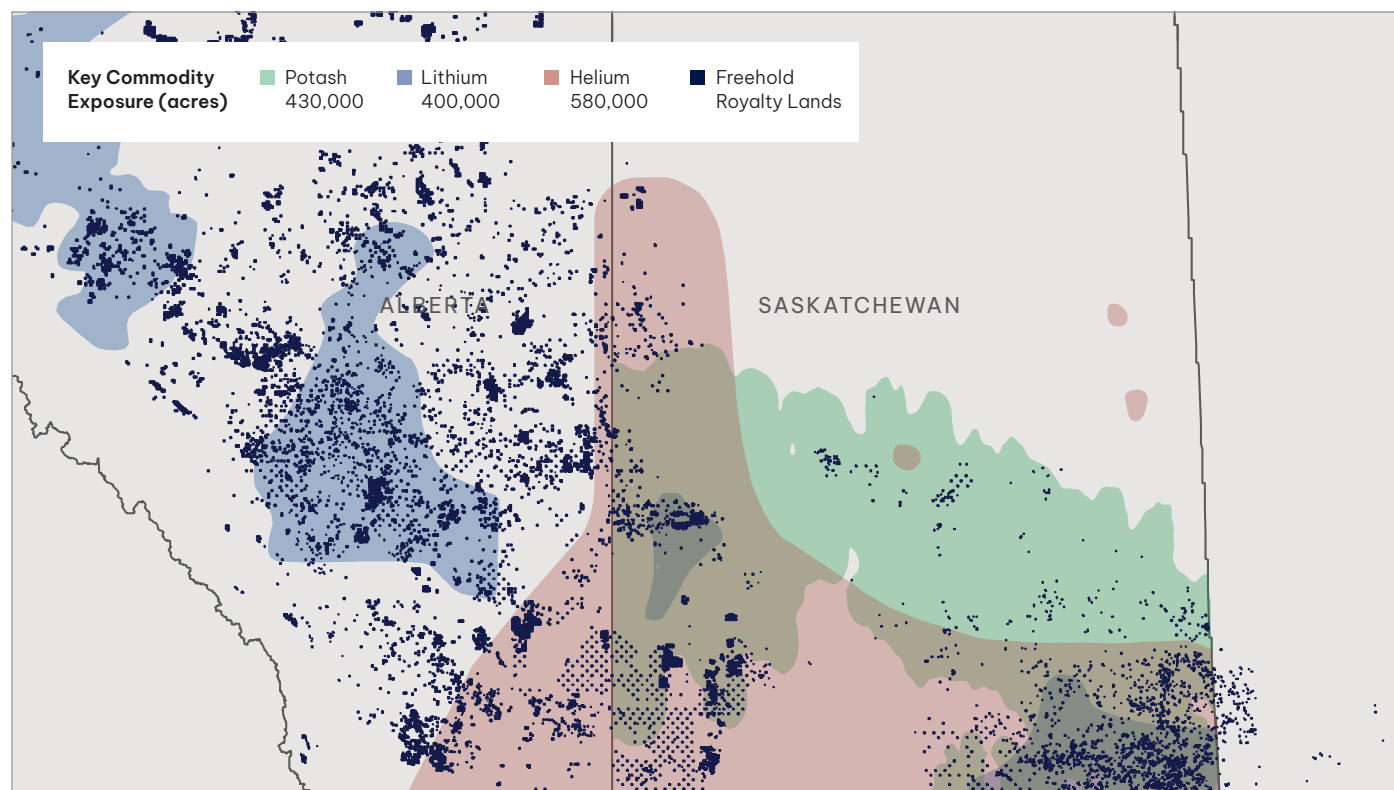 Key Commodity
Exposure (acres)
Potash
430,000
Lithium
400,000
Helium
580,000
Freehold
Royalty Lands
ALBERTA
SASKATCHEWAN